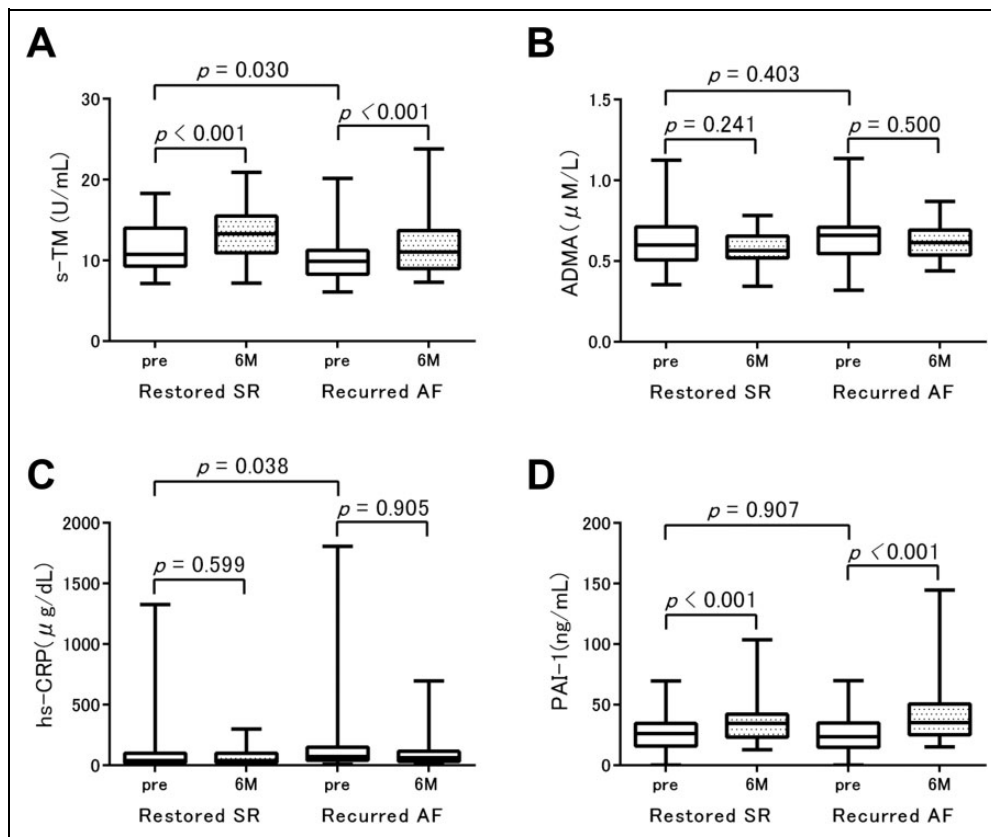 A
p = 0.030
p < 0.001
p < 0.001
s-TM (U/mL)
30
20
10
0
pre 6M pre 6M
Restored SR Recurred AF
B
p = 0.403
p = 0.241
p = 0.500
ADMA (μM/L)
1.5
1.0
0.5
0.0
pre 6M pre 6M
Restored SR Recurred AF
C
p = 0.038
p = 0.905
p = 0.599
hs-CRP(μg/dL)
2000
1500
1000
500
0
pre 6M pre 6M
Restored SR Recurred AF
D
p = 0.907
p < 0.001
p < 0.001
PAI-1(ng/mL)
200
150
100
50
0
pre 6M pre 6M
Restored SR Recurred AF